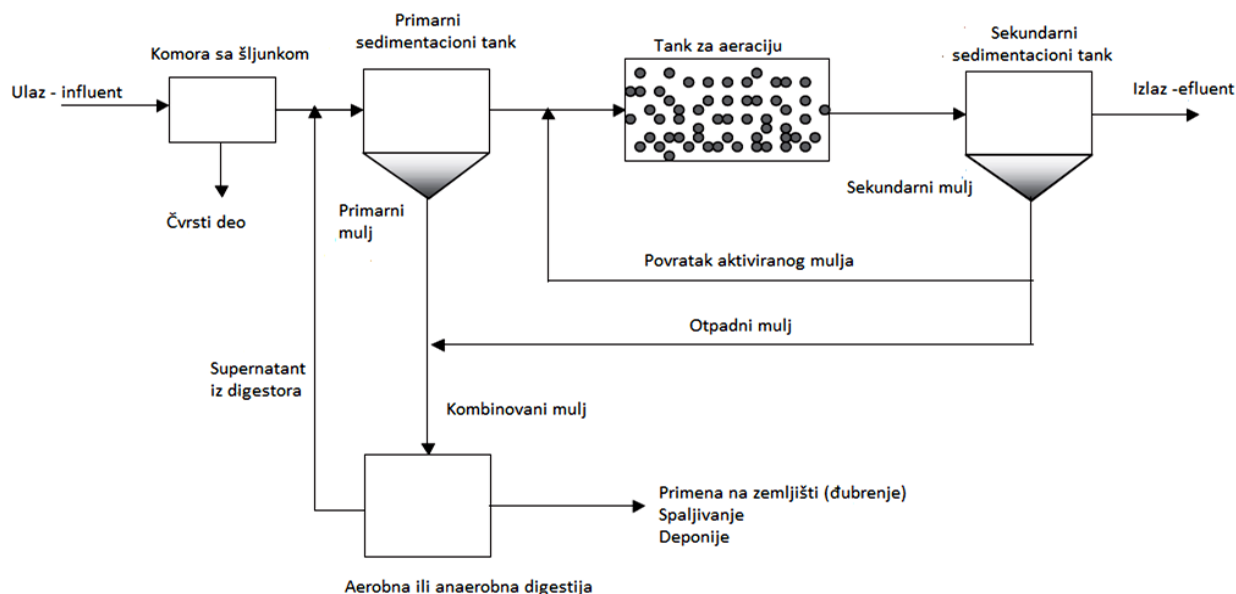 Primarni
sedimentacioni tank
Komora sa šljunkom
Tank za aeraciju
Sekundarni
sedimentacioni tank
Ulaz - influent
Izlaz -efluent
Čvrsti deo
Primarni
mulj
Sekundarni mulj
Povratak aktiviranog mulja
Otpadni mulj
Supernatant
iz digestora
Kombinovani mulj
Primena na zemljišti (đubrenje)
Spaljivanje
Deponije
Aerobna ili anaerobna digestija